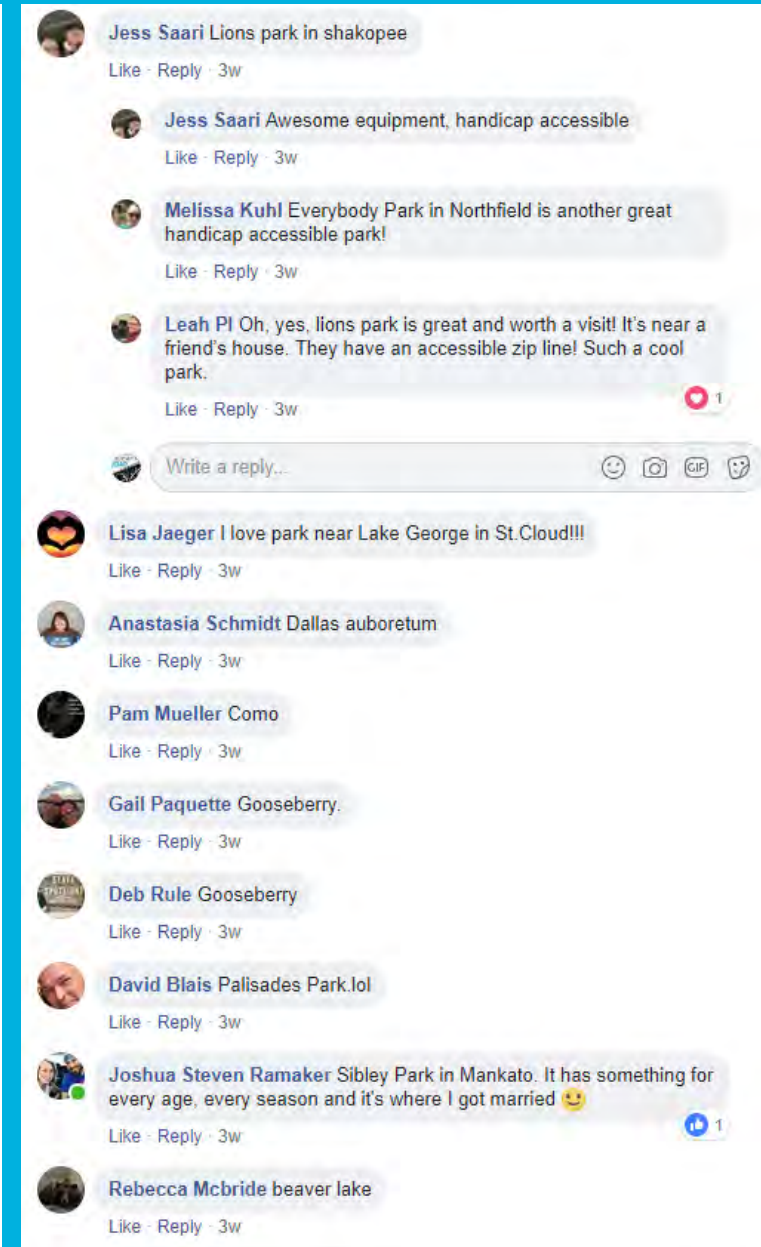 Jess Saari Lions park in shakopee
Like · Reply · 3w
Jess Saari Awesome equipment, handicap accessible
Like · Reply · 3w
Melissa Kuhl Everybody Park in Northfield is another great
handicap accessible park!
Like · Reply · 3w
Leah Pl Oh, yes, lions park is great and worth a visit! It's near a
friend's house. They have an accessible zip line! Such a cool
park.
1
Like · Reply · 3w
Write a reply...
GIF
Lisa Jaeger I love park near Lake George in St.Cloud!!!
Like · Reply · 3w
Anastasia Schmidt Dallas auboretum
Like · Reply · 3w
Pam Mueller Como
Like · Reply · 3w
Gail Paquette Gooseberry.
Like · Reply · 3w
Deb Rule Gooseberry
Like · Reply · 3w
David Blais Palisades Park.lol
Like · Reply · 3w
Joshua Steven Ramaker Sibley Park in Mankato. It has something for
every age, every season and it's where I got married 🙂
1
Like · Reply · 3w
Rebecca Mcbride beaver lake
Like · Reply · 3w